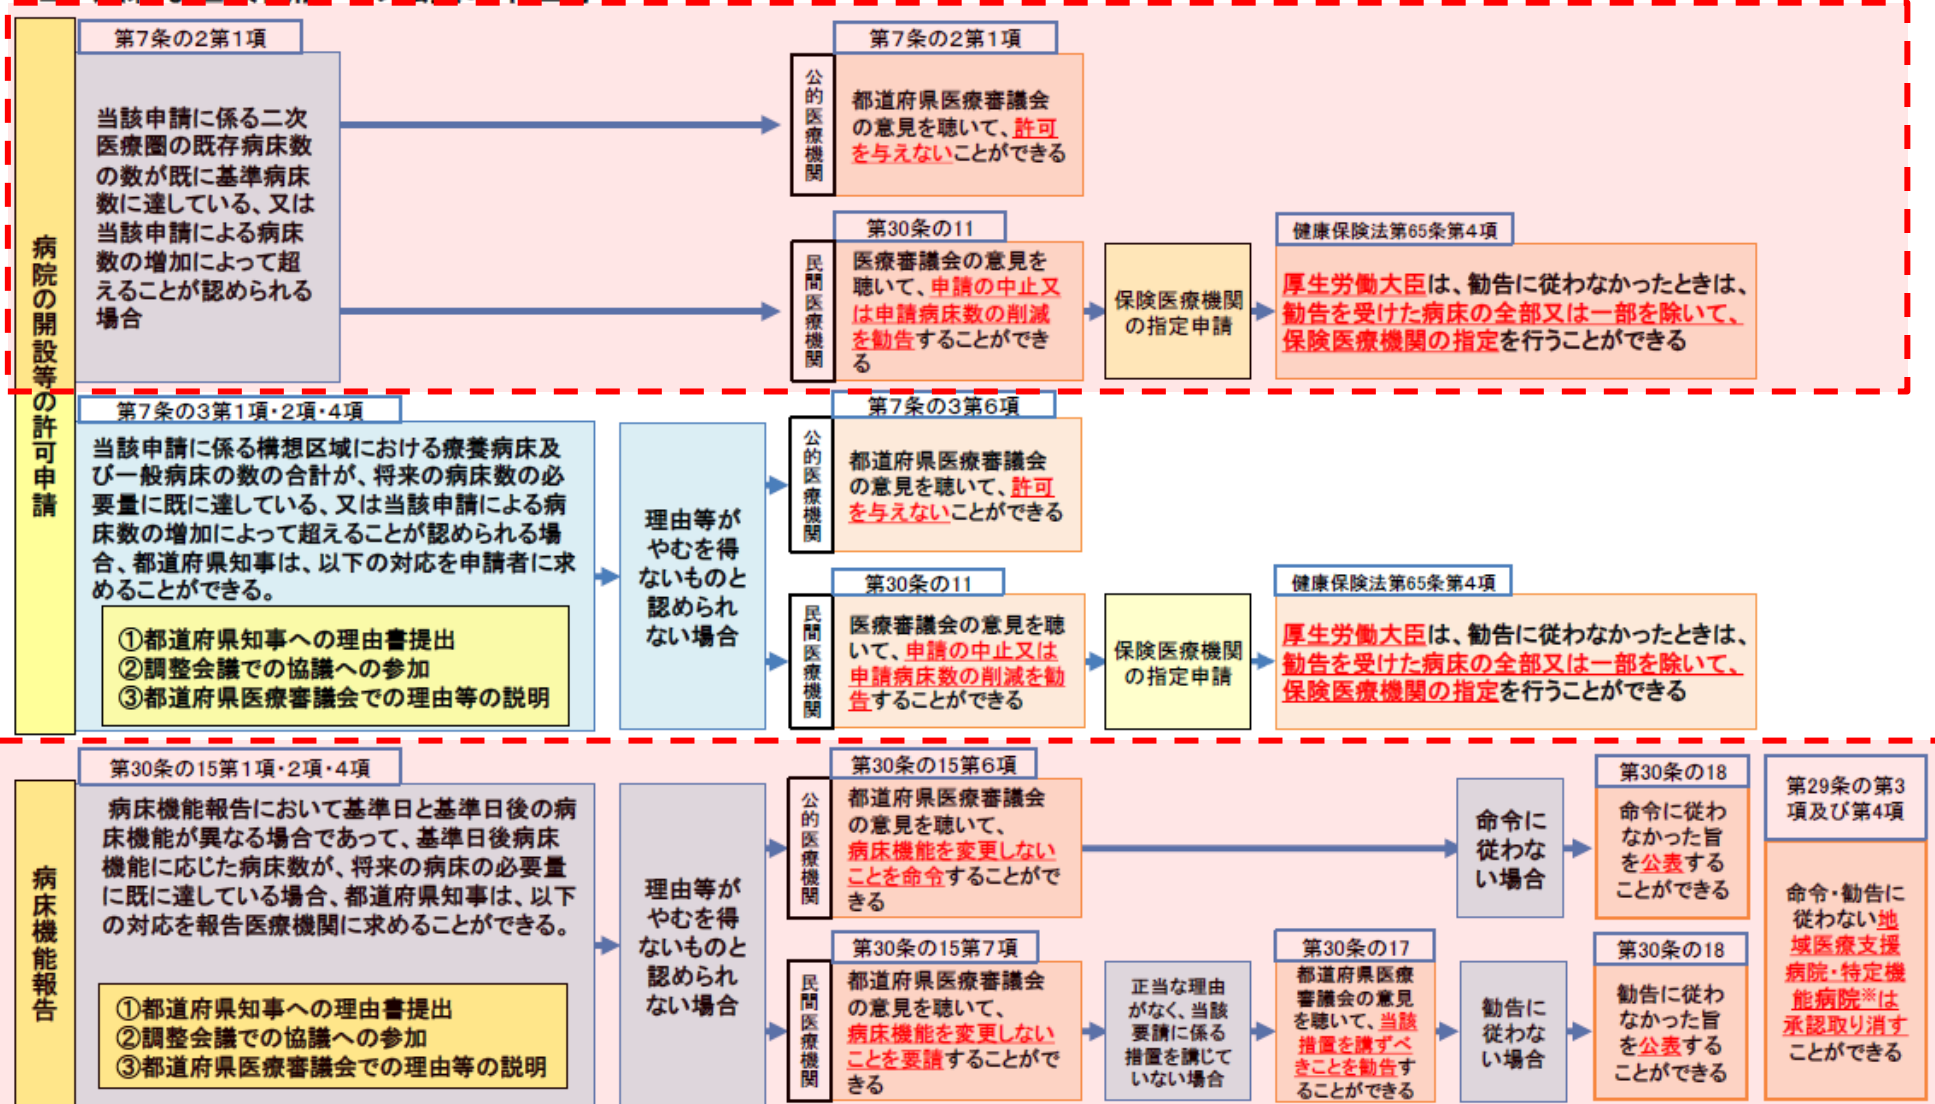 病院の開設等の許可申請
第7条の2第1項
当該申請に係る二次
医療圏の既存病床数
の数が既に基準病床
数に達している、又は
当該申請による病床
数の増加によって超
えることが認められる
場合
第7条の2第1項
公的医療機関
都道府県医療審議会
の意見を聴いて、許可
を与えないことができる
第30条の11
民間医療機関
医療審議会の意見を
聴いて、申請の中止又
は申請病床数の削減
を勧告することができ
る
保険医療機関
の指定申請
健康保険法第65条第4項
厚生労働大臣は、勧告に従わなかったときは、
勧告を受けた病床の全部又は一部を除いて、
保険医療機関の指定を行うことができる
第7条の3第1項・2項・4項
当該申請に係る構想区域における療養病床及
び一般病床の数の合計が、将来の病床数の必
要量に既に達している、又は当該申請による病
床数の増加によって超えることが認められる場
合、都道府県知事は、以下の対応を申請者に求
めることができる。
①都道府県知事への理由書提出
②調整会議での協議への参加
③都道府県医療審議会での理由等の説明
理由等が
やむを得
ないものと
認められ
ない場合
第7条の3第6項
公的医療機関
都道府県医療審議会
の意見を聴いて、許可
を与えないことができる
第30条の11
民間医療機関
医療審議会の意見を聴
いて、申請の中止又は
申請病床数の削減を勧
告することができる
保険医療機関
の指定申請
健康保険法第65条第4項
厚生労働大臣は、勧告に従わなかったときは、
勧告を受けた病床の全部又は一部を除いて、
保険医療機関の指定を行うことができる
病床機能報告
第30条の15第1項・2項・4項
病床機能報告において基準日と基準日後の病
床機能が異なる場合であって、基準日後病床
機能に応じた病床数が、将来の病床の必要量
に既に達している場合、都道府県知事は、以下
の対応を報告医療機関に求めることができる。
①都道府県知事への理由書提出
②調整会議での協議への参加
③都道府県医療審議会での理由等の説明
理由等が
やむを得
ないものと
認められ
ない場合
第30条の15第6項
公的医療機関
都道府県医療審議会
の意見を聴いて、
病床機能を変更しない
ことを命令することがで
きる
命令に
従わな
い場合
第30条の18
命令に従わ
なかった旨
を公表する
ことができる
第30条の15第7項
民間医療機関
都道府県医療審議会
の意見を聴いて、
病床機能を変更しない
ことを要請することがで
きる
正当な理由
がなく、当該
要請に係る
措置を講じて
いない場合
第30条の17
都道府県医療
審議会の意見
を聴いて、当該
措置を講ずべ
きことを勧告す
ることができる
勧告に
従わな
い場合
第30条の18
勧告に従わ
なかった旨
を公表する
ことができる
第29条の第3
項及び第4項
命令・勧告に
従わない地
域医療支援
病院・特定機
能病院※は
承認取り消す
ことができる